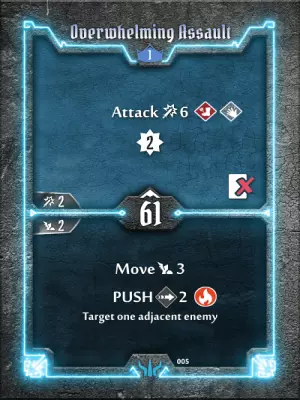 Overwhelming Assault
1
Attack 6
2
2
61
2
Move 3
PUSH 2
Target one adjacent enemy
005